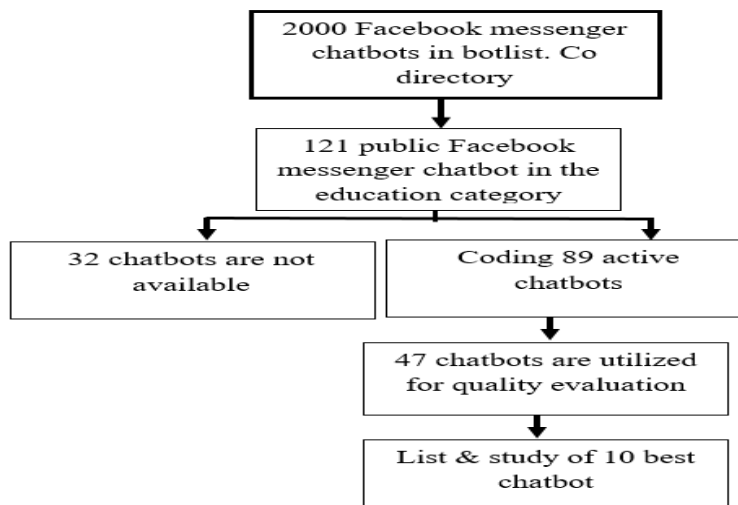 2000 Facebook messenger
chatbots in botlist. Co
directory
121 public Facebook
messenger chatbot in the
education category
32 chatbots are not
available
Coding 89 active
chatbots
47 chatbots are utilized
for quality evaluation
List & study of 10 best
chatbot